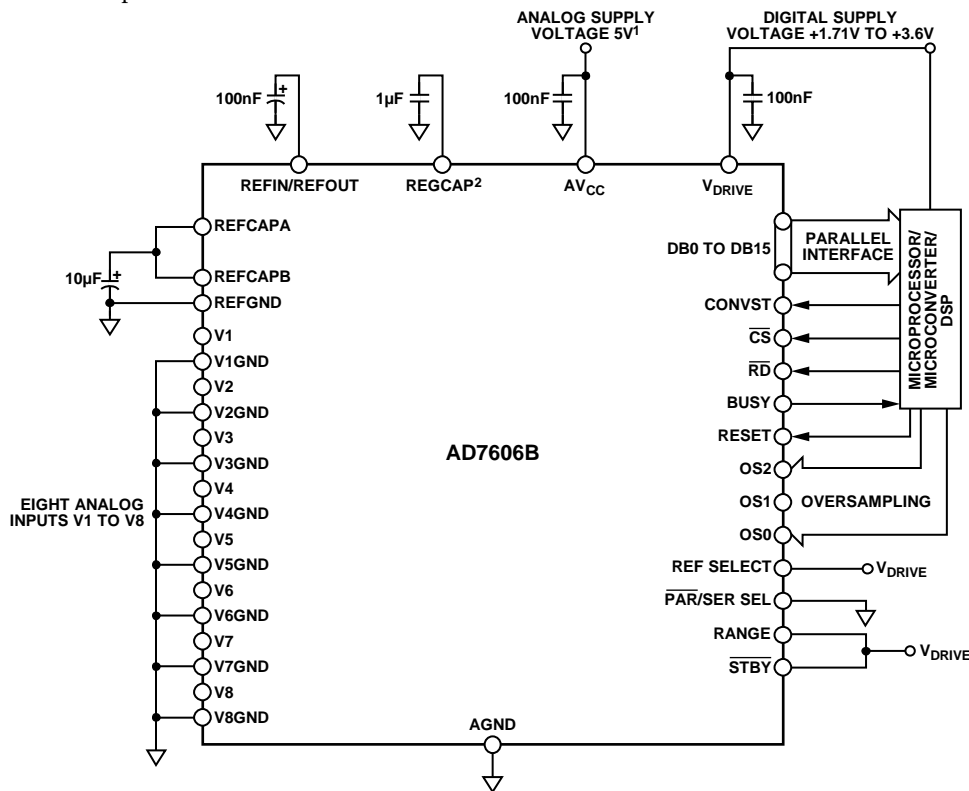 ANALOG SUPPLY
VOLTAGE 5V1
DIGITAL SUPPLY
VOLTAGE +1.71V TO +3.6V
100nF
+
1µF
100nF
100nF
REFIN/REFOUT
REGCAP2
AVCC
VDRIVE
REFCAPA
REFCAPB
REFGND
10µF
+
V1
V1GND
V2
V2GND
V3
V3GND
V4
V4GND
V5
V5GND
V6
V6GND
V7
V7GND
V8
V8GND
EIGHT ANALOG
INPUTS V1 TO V8
AD7606B
AGND
DB0 TO DB15
PARALLEL
INTERFACE
CONVST
CS
RD
BUSY
RESET
OS2
OS1
OVERSAMPLING
OS0
REF SELECT
VDRIVE
PAR/SER SEL
RANGE
STBY
VDRIVE
MICROPROCESSOR/
MICROCONVERTER/
DSP